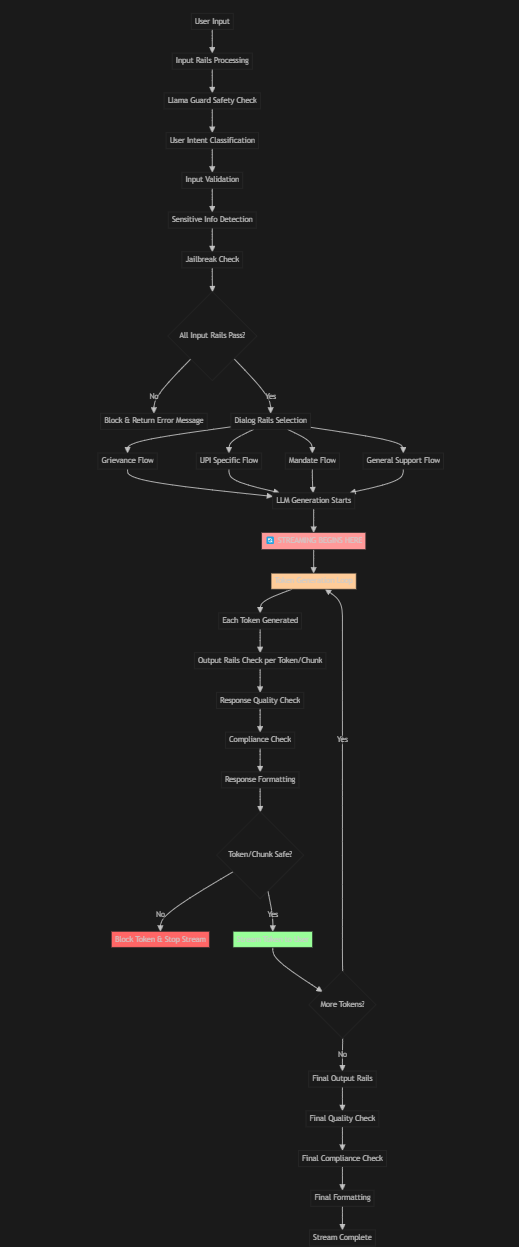 User Input
Input Rails Processing
Llama Guard Safety Check
User Intent Classification
Input Validation
Sensitive Info Detection
Jailbreak Check
All Input Rails Pass?
No
Yes
Block & Return Error Message
Dialog Rails Selection
Grievance Flow
UPI Specific Flow
Mandate Flow
General Support Flow
LLM Generation Starts
STREAMING BEGINS HERE
Each Token Generated
Output Rails Check per Token/Chunk
Response Quality Check
Compliance Check
Yes
Response Formatting
Token/Chunk Safe?
No
Yes
Block Token & Stop Stream
More Tokens?
No
Final Output Rails
Final Quality Check
Final Compliance Check
Final Formatting
Stream Complete